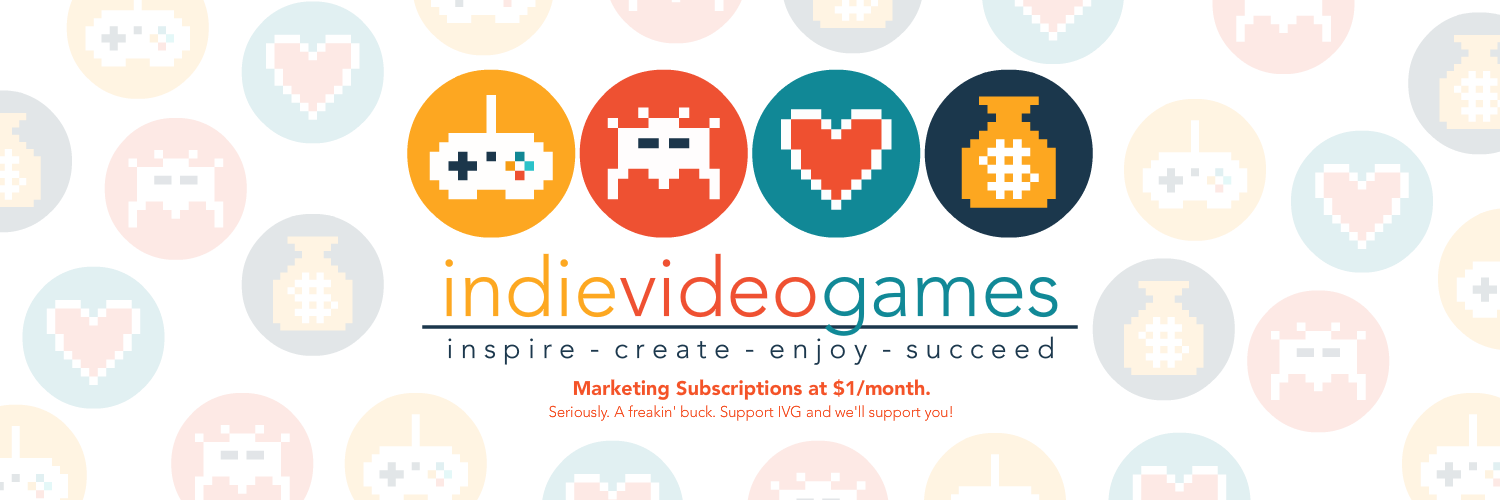 indievideogames
inspire - create - enjoy - succeed
Marketing Subscriptions at $1/month.
Seriously. A freakin' buck. Support IVG and we'll support you!